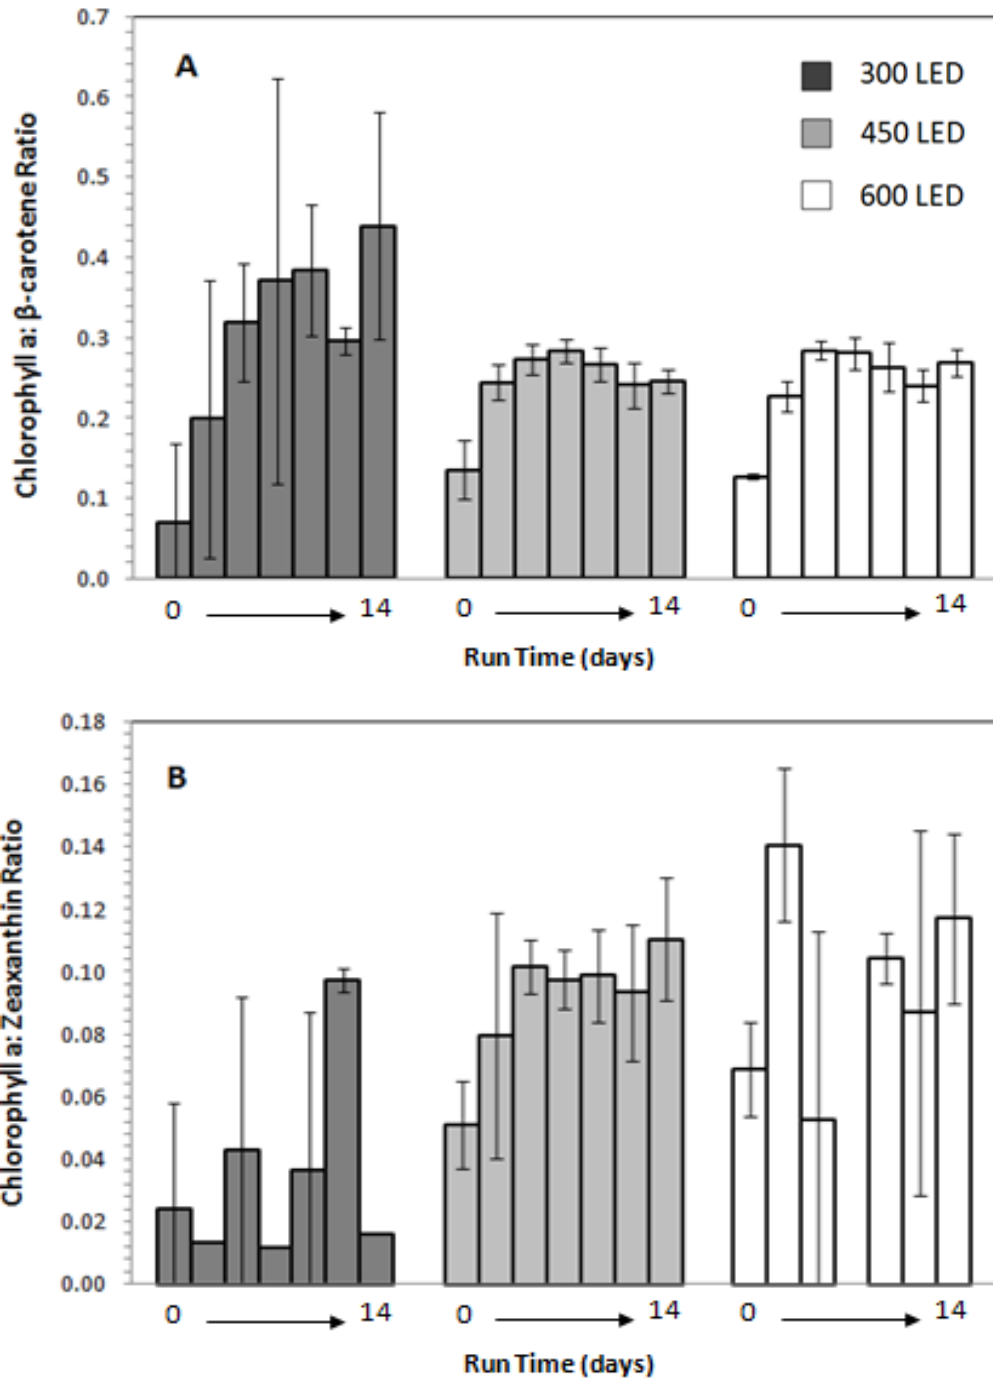 0.7
A
0.6
0.5
0.4
0.3
0.2
0.1
0.0
Chlorophyll a: β-carotene Ratio
300 LED
450 LED
600 LED
0 14 0 14 0 14
Run Time (days)
0.18
B
0.16
0.14
0.12
0.10
0.08
0.06
0.04
0.02
0.00
Chlorophyll a: Zeaxanthin Ratio
0 14 0 14 0 14
Run Time (days)